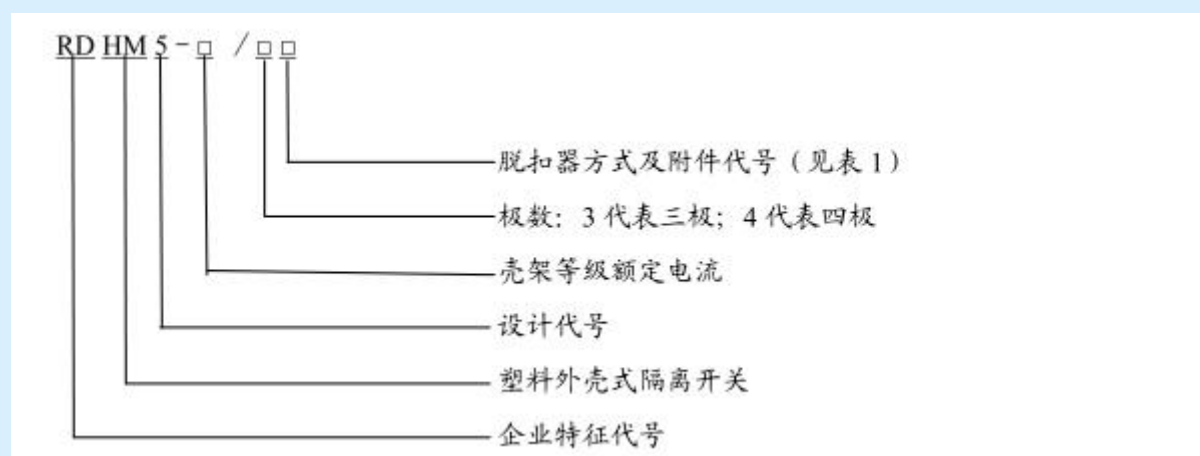 RD HM 5 - □ / □ □
脱扣器方式及附件代号（见表 1）
极数：3 代表三极；4 代表四极
壳架等级额定电流
设计代号
塑料外壳式隔离开关
企业特征代号